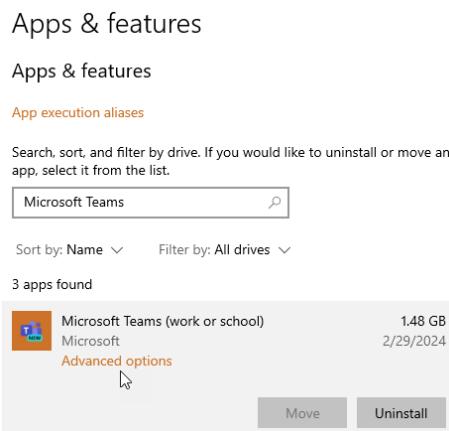 Apps & features
Apps & features
App execution aliases
Search, sort, and filter by drive. If you would like to uninstall or move an
app, select it from the list.
Microsoft Teams
Sort by: Name Filter by: All drives
3 apps found
Microsoft Teams (work or school) 1.48 GB
Microsoft 2/29/2024
Advanced options
Move Uninstall
T NEW